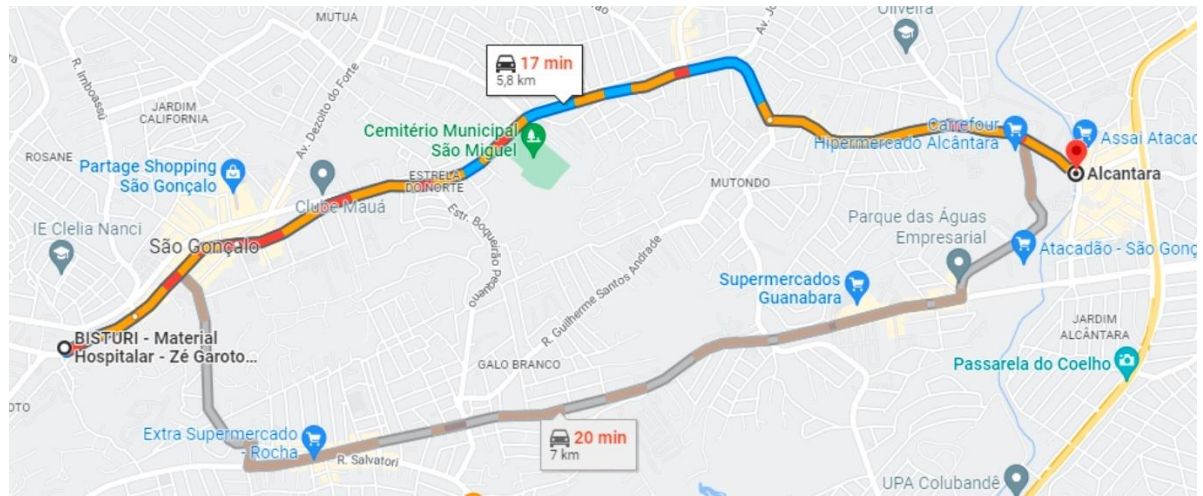 MUTUA
Oliveira
R. Imboassú
17 min
5,8 km
JARDIM
CALIFORNIA
Av. Dezoito do Forte
Cemitério Municipal
São Miguel
Carrefour
Hipermercado Alcântara
Assai Atacad
ROSANE
Partage Shopping
São Gonçalo
ESTRELA
DO NORTE
Alcantara
MUTONDO
Clube Mauá
IE Clelia Nanci
São Gonçalo
Estr. Boqueirão Pequeno
Parque das Águas
Empresarial
Atacadão - São Gonç
R. Guilherme Santos Andrade
Supermercados
Guanabara
BISTURI - Material
Hospitalar - Zé Garoto...
JARDIM
ALCÂNTARA
GALO BRANCO
Passarela do Coelho
OTO
Extra Supermercado
- Rocha
20 min
7 km
R. Salvatori
UPA Colubandê